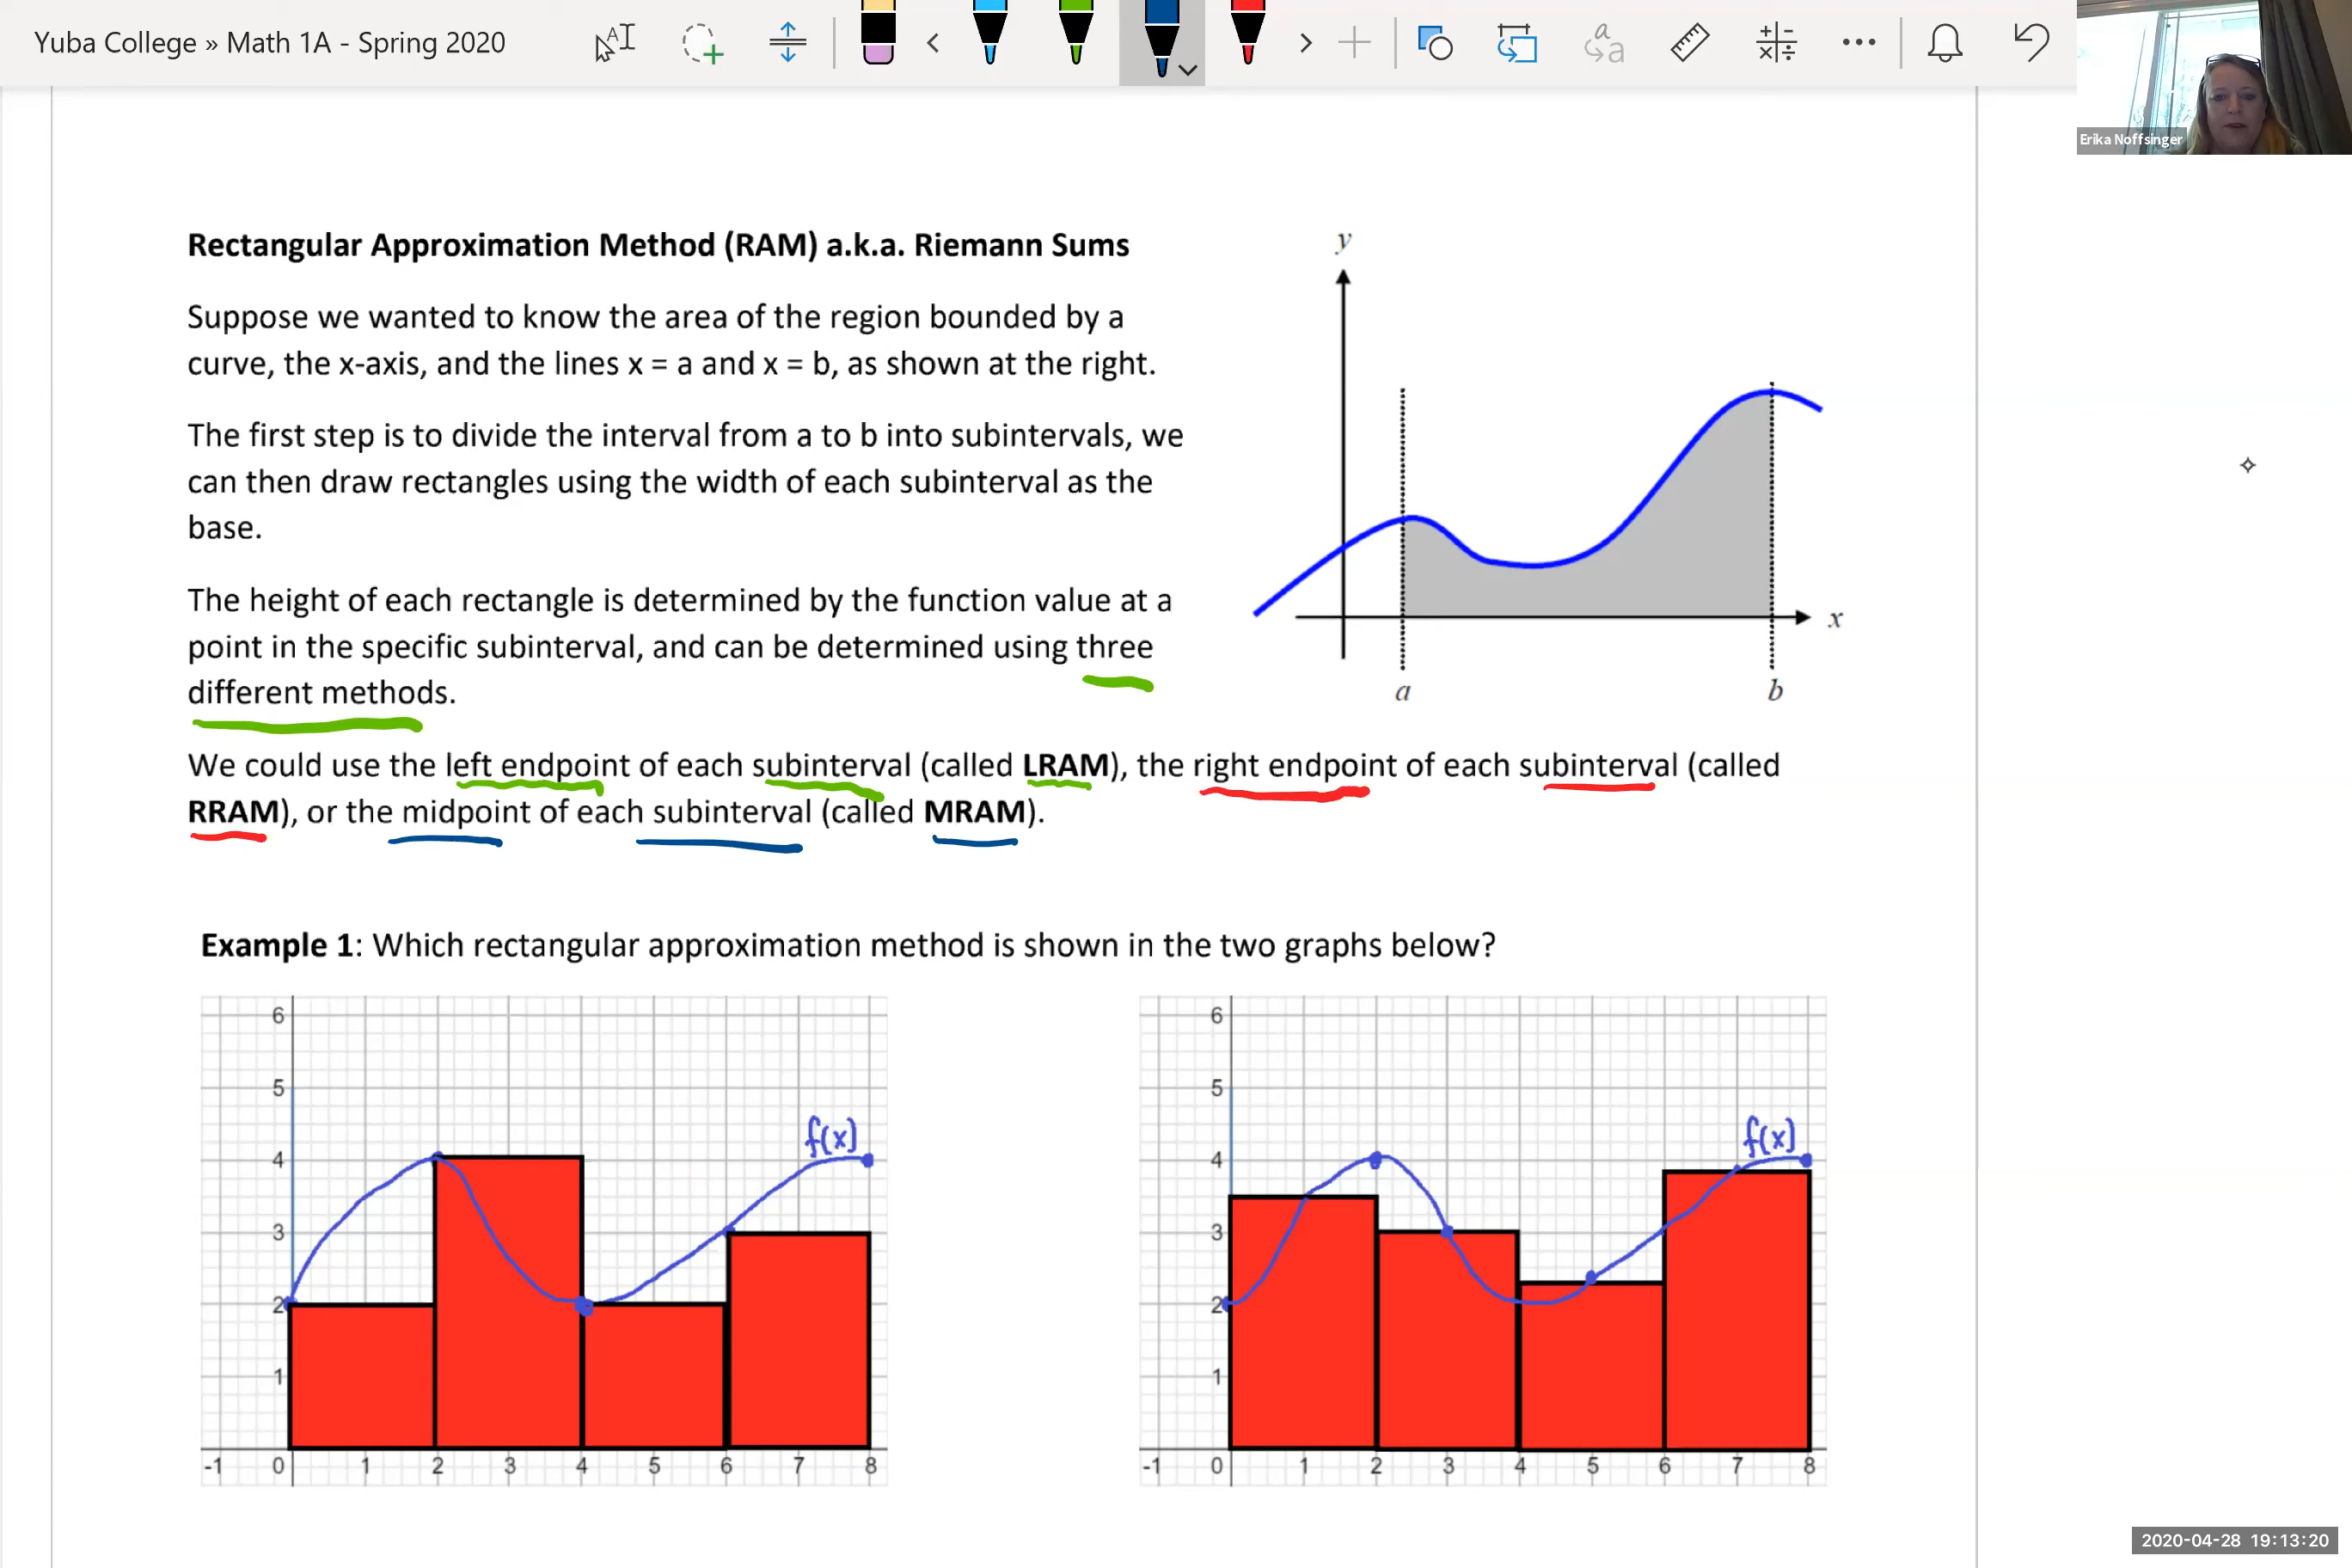 Yuba College » Math 1A - Spring 2020
Erika Noffsinger
Rectangular Approximation Method (RAM) a.k.a. Riemann Sums
Suppose we wanted to know the area of the region bounded by a
curve, the x-axis, and the lines x = a and x = b, as shown at the right.
The first step is to divide the interval from a to b into subintervals, we
can then draw rectangles using the width of each subinterval as the
base.
The height of each rectangle is determined by the function value at a
point in the specific subinterval, and can be determined using three
different methods.
y
x
a b
We could use the left endpoint of each subinterval (called LRAM), the right endpoint of each subinterval (called
RRAM), or the midpoint of each subinterval (called MRAM).
Example 1: Which rectangular approximation method is shown in the two graphs below?
6
5
4
3
2
1
f(x)
-1 0 1 2 3 4 5 6 7 8
6
5
4
3
2
1
f(x)
-1 0 1 2 3 4 5 6 7 8
2020-04-28 19:13:20